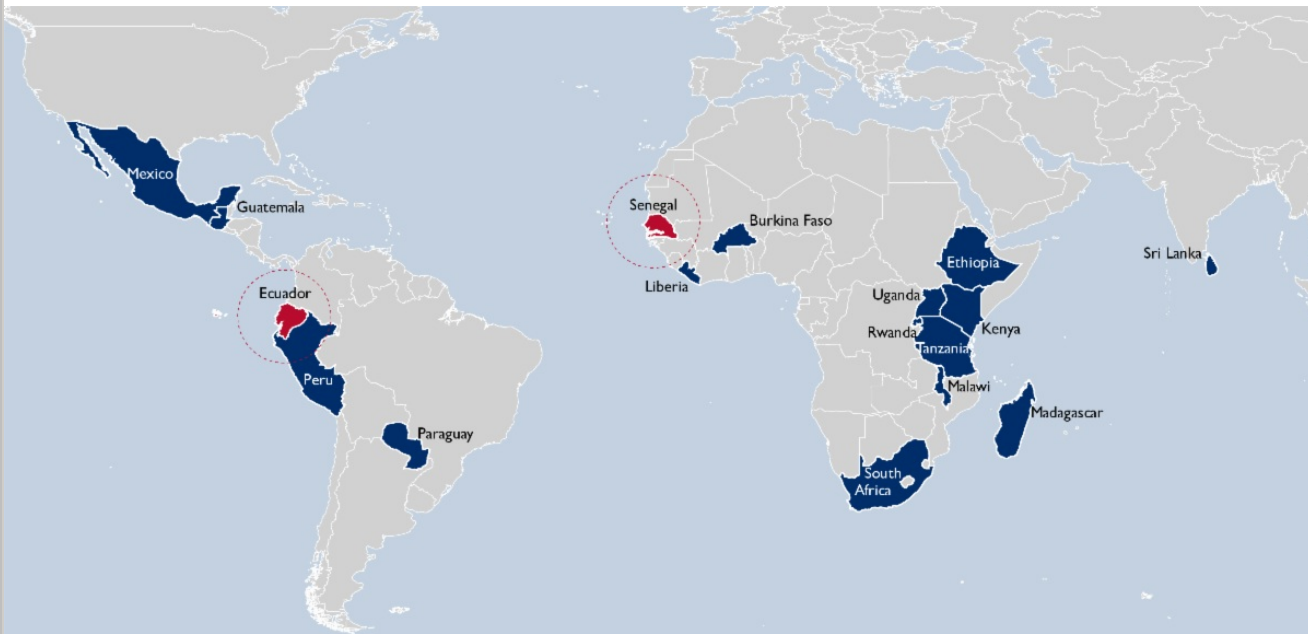 Mexico
Guatemala
Ecuador
Peru
Paraguay
Senegal
Burkina Faso
Liberia
Ethiopia
Uganda
Rwanda
Kenya
Tanzania
Malawi
Madagascar
South
Africa
Sri Lanka